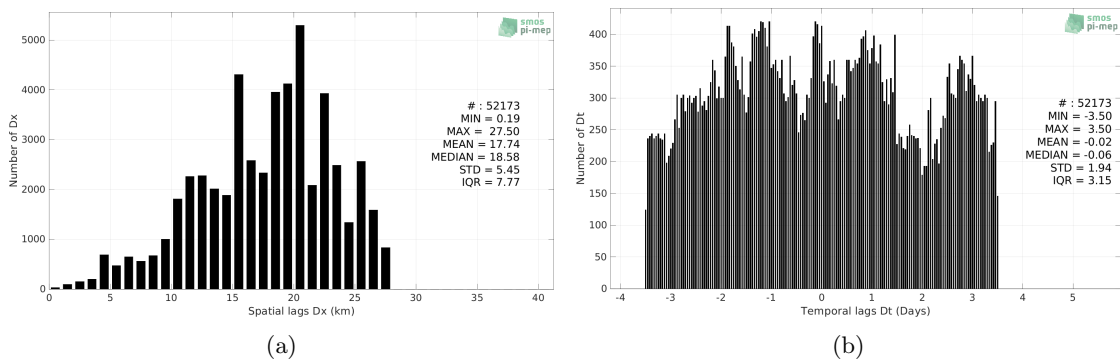 smos
pi-mep
5000
4000
3000
2000
1000
0
Number of Dx
# : 52173
MIN = 0.19
MAX = 27.50
MEAN = 17.74
MEDIAN = 18.58
STD = 5.45
IQR = 7.77
0 5 10 15 20 25 30 35 40
Spatial lags Dx (km)
(a)
smos
pi-mep
400
350
300
250
200
150
100
50
0
Number of Dt
# : 52173
MIN = -3.50
MAX = 3.50
MEAN = -0.02
MEDIAN = -0.06
STD = 1.94
IQR = 3.15
-4 -3 -2 -1 0 1 2 3 4 5
Temporal lags Dt (Days)
(b)